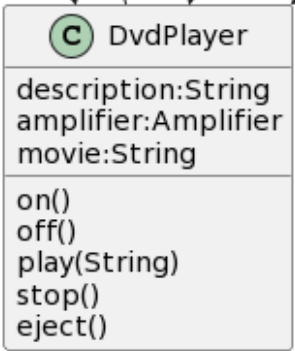 C DvdPlayer
description:String
amplifier:Amplifier
movie:String
on()
off()
play(String)
stop()
eject()